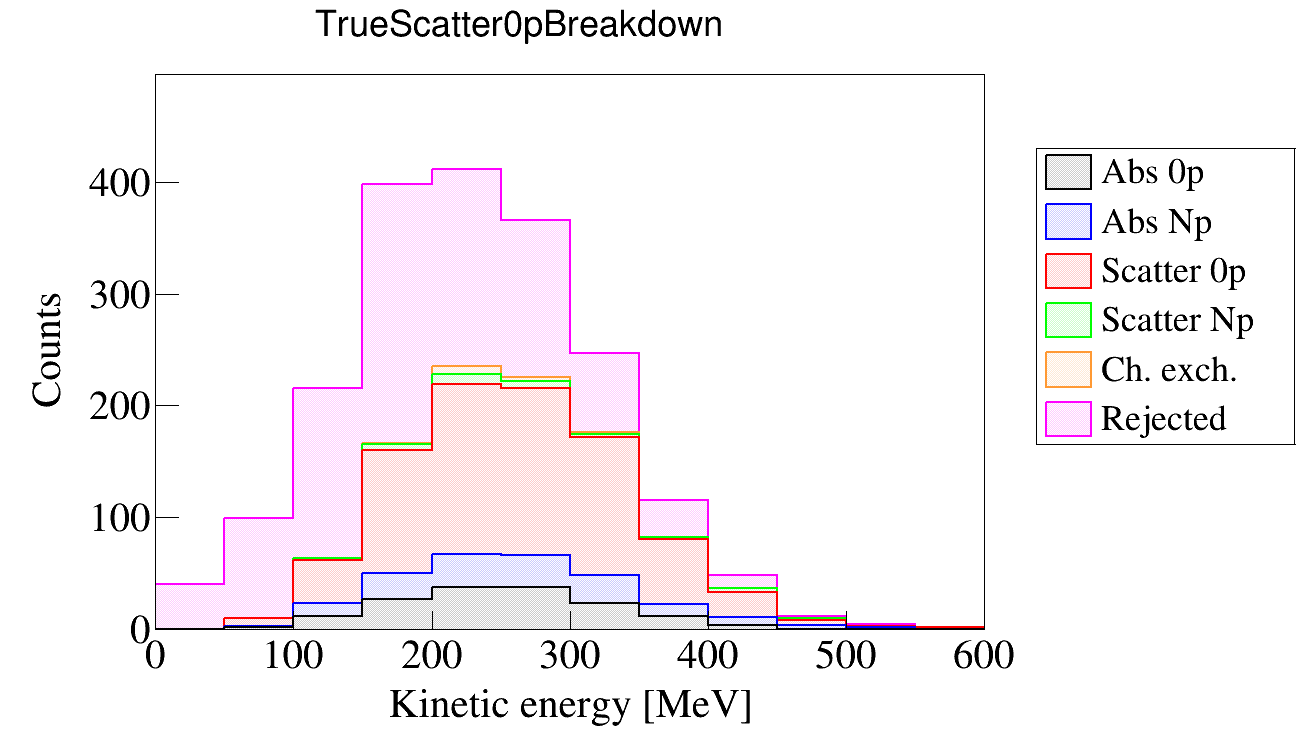 TrueScatter0pBreakdown
Counts
400
300
200
100
0
0 100 200 300 400 500 600
Kinetic energy [MeV]
Abs 0p
Abs Np
Scatter 0p
Scatter Np
Ch. exch.
Rejected